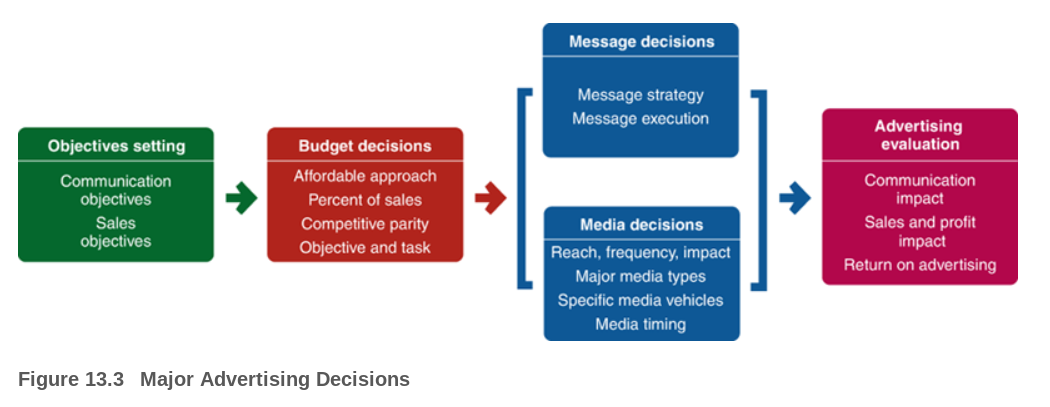 Objectives setting
Communication
objectives
Sales
objectives
Budget decisions
Affordable approach
Percent of sales
Competitive parity
Objective and task
Message decisions
Message strategy
Message execution
Media decisions
Reach, frequency, impact
Major media types
Specific media vehicles
Media timing
Advertising
evaluation
Communication
impact
Sales and profit
impact
Return on advertising
Figure 13.3 Major Advertising Decisions